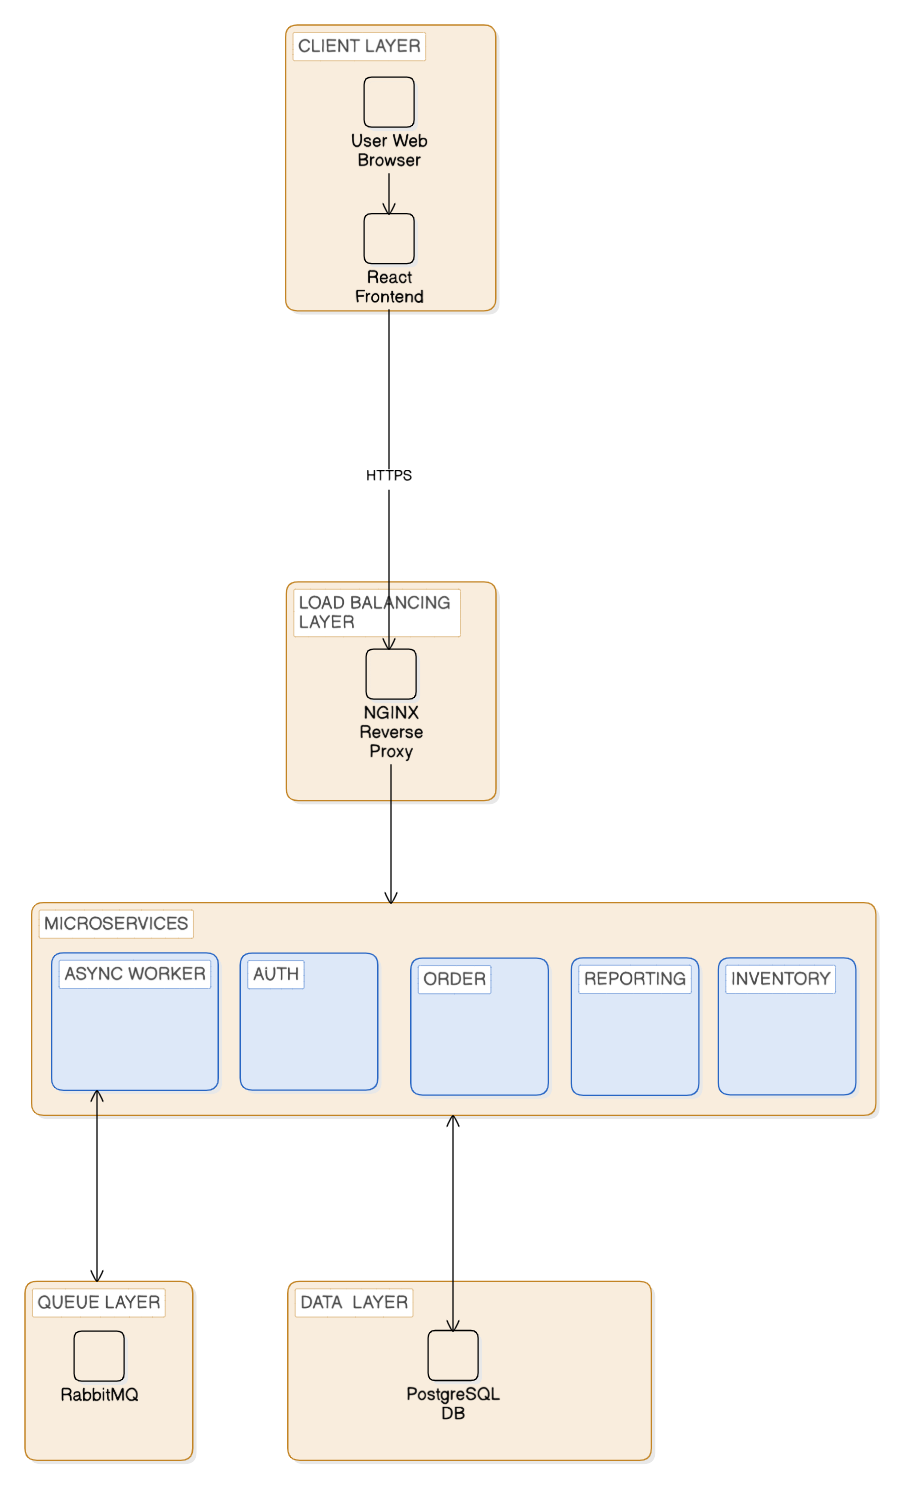 CLIENT LAYER
User Web
Browser
React
Frontend
HTTPS
LOAD BALANCING
LAYER
NGINX
Reverse
Proxy
MICROSERVICES
ASYNC WORKER
AUTH
ORDER
REPORTING
INVENTORY
QUEUE LAYER
RabbitMQ
DATA LAYER
PostgreSQL
DB